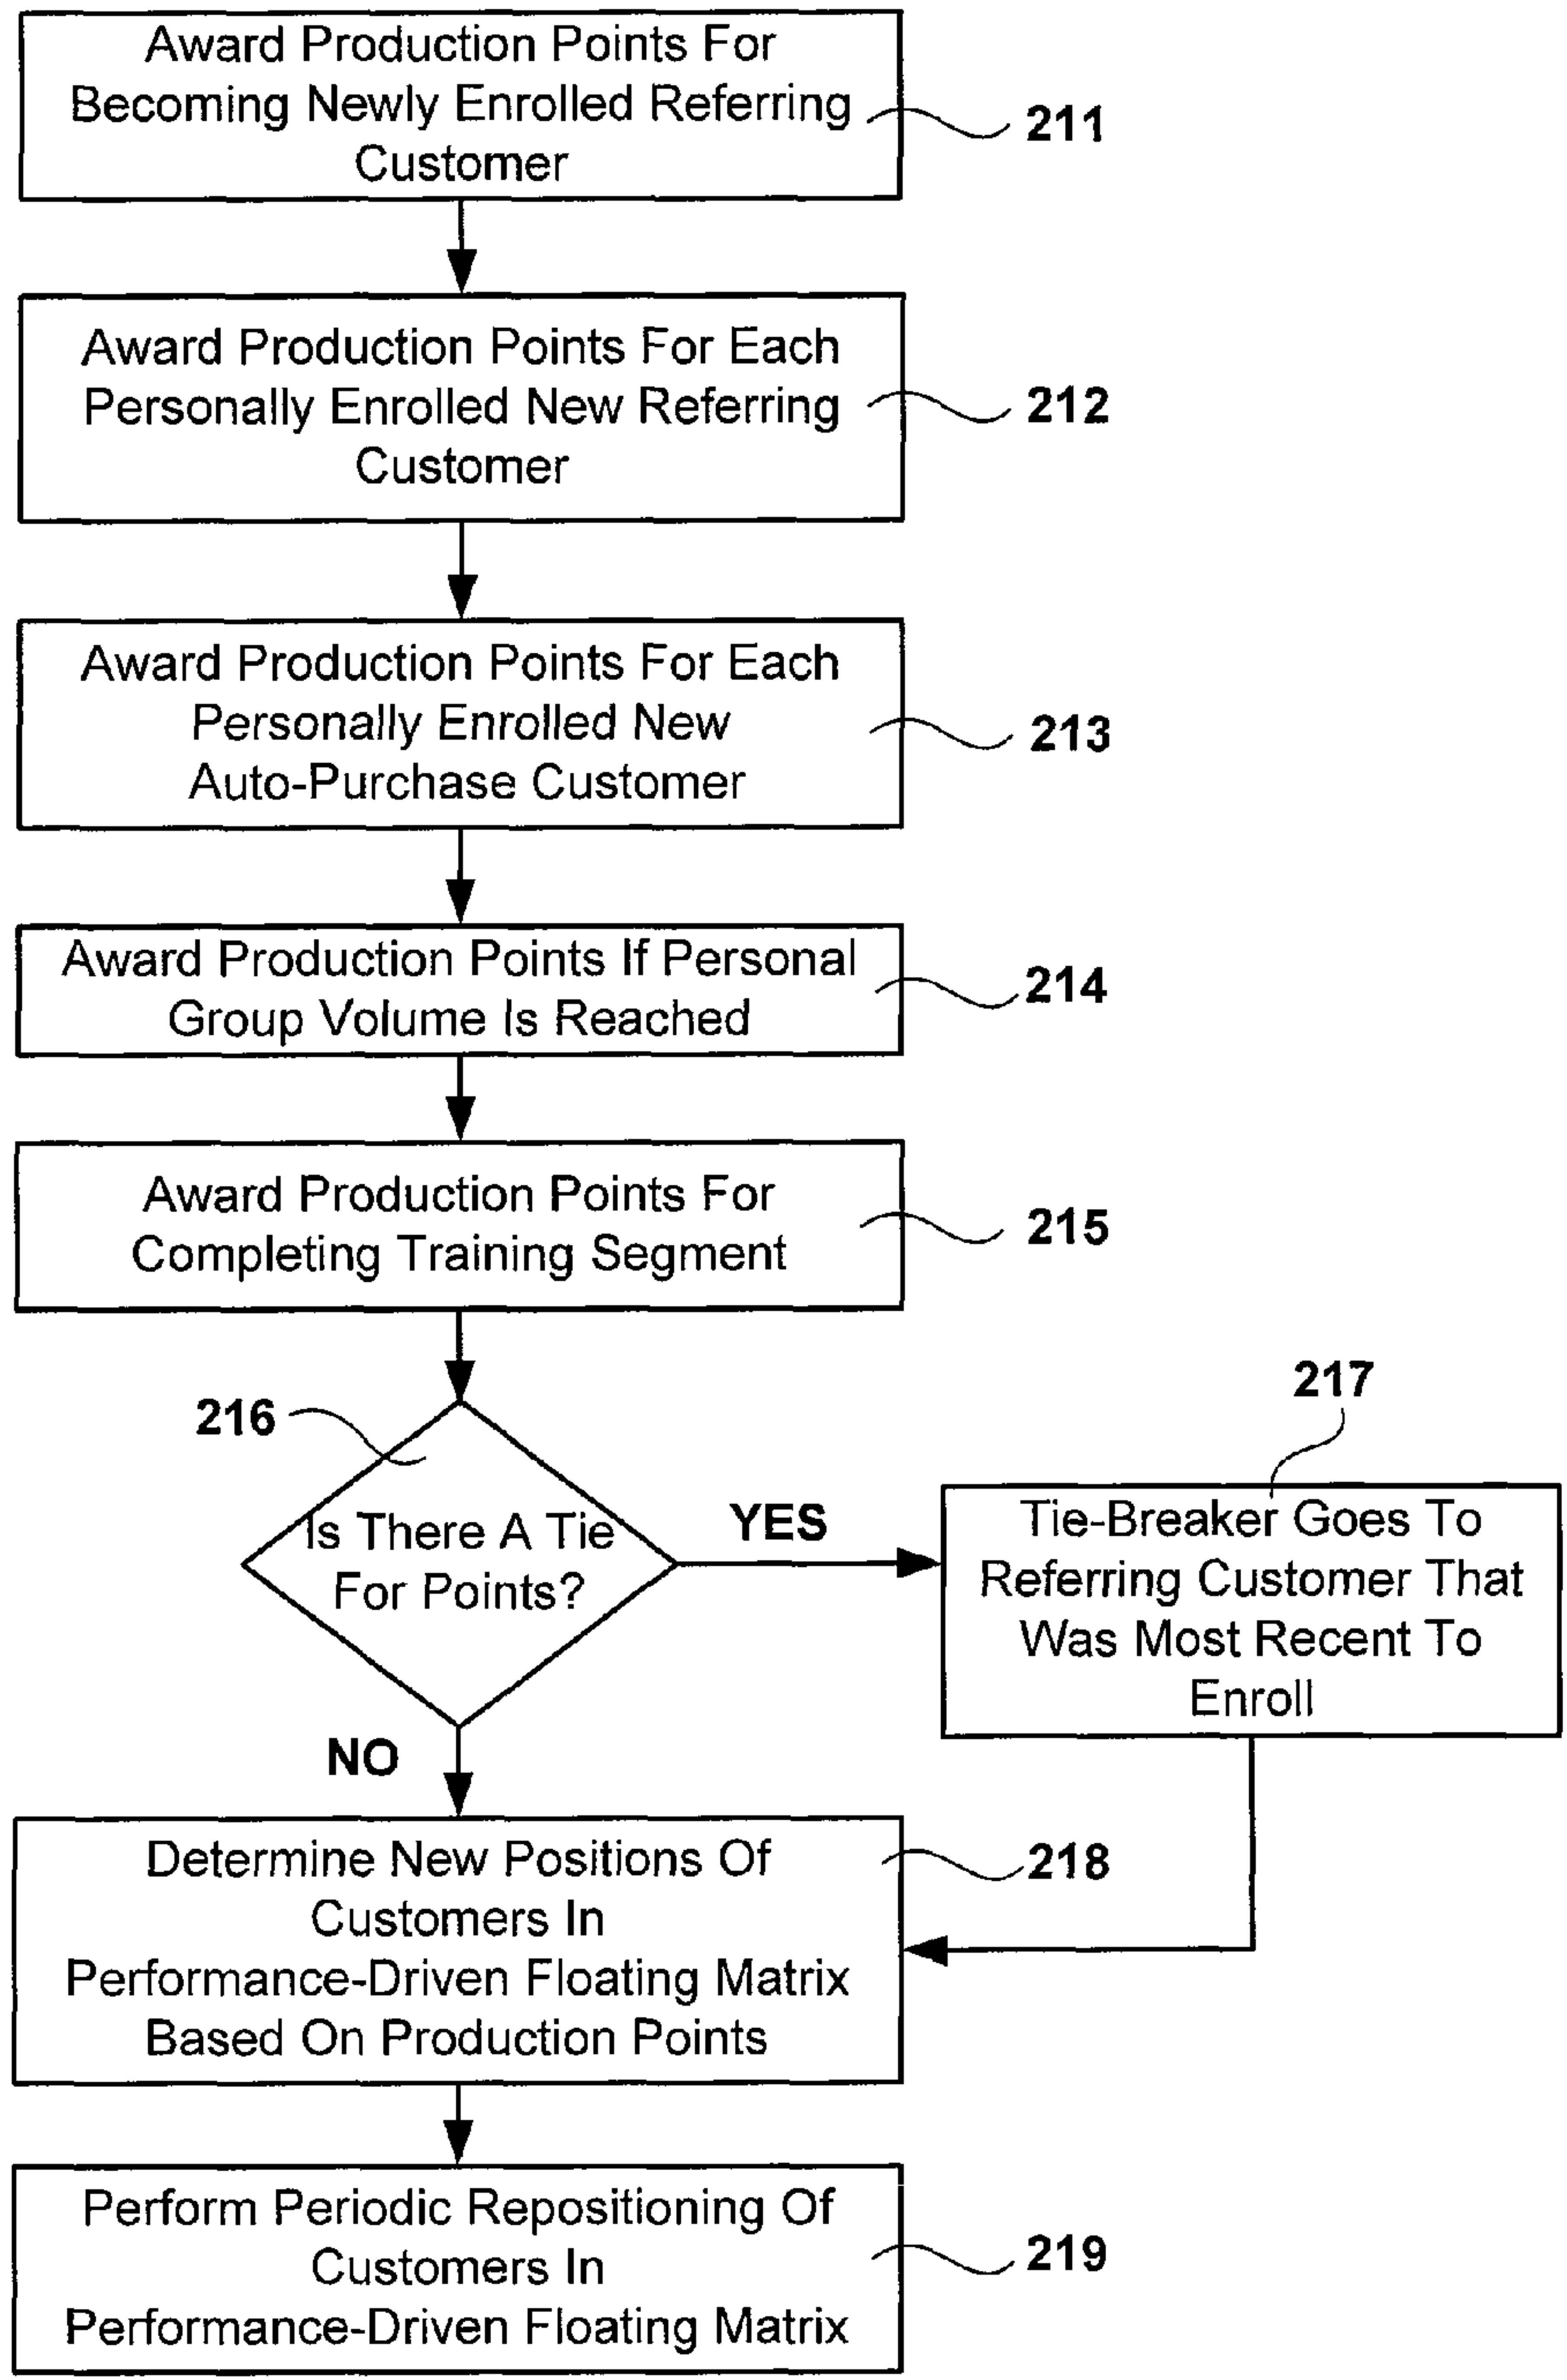 Award Production Points For
Becoming Newly Enrolled Referring
Customer
211
Award Production Points For Each
Personally Enrolled New Referring
Customer
212
Award Production Points For Each
Personally Enrolled New
Auto-Purchase Customer
213
Award Production Points If Personal
Group Volume Is Reached
214
Award Production Points For
Completing Training Segment
215
216
Is There A Tie
For Points?
YES
217
Tie-Breaker Goes To
Referring Customer That
Was Most Recent To
Enroll
NO
Determine New Positions Of
Customers In
Performance-Driven Floating Matrix
Based On Production Points
218
Perform Periodic Repositioning Of
Customers In
Performance-Driven Floating Matrix
219